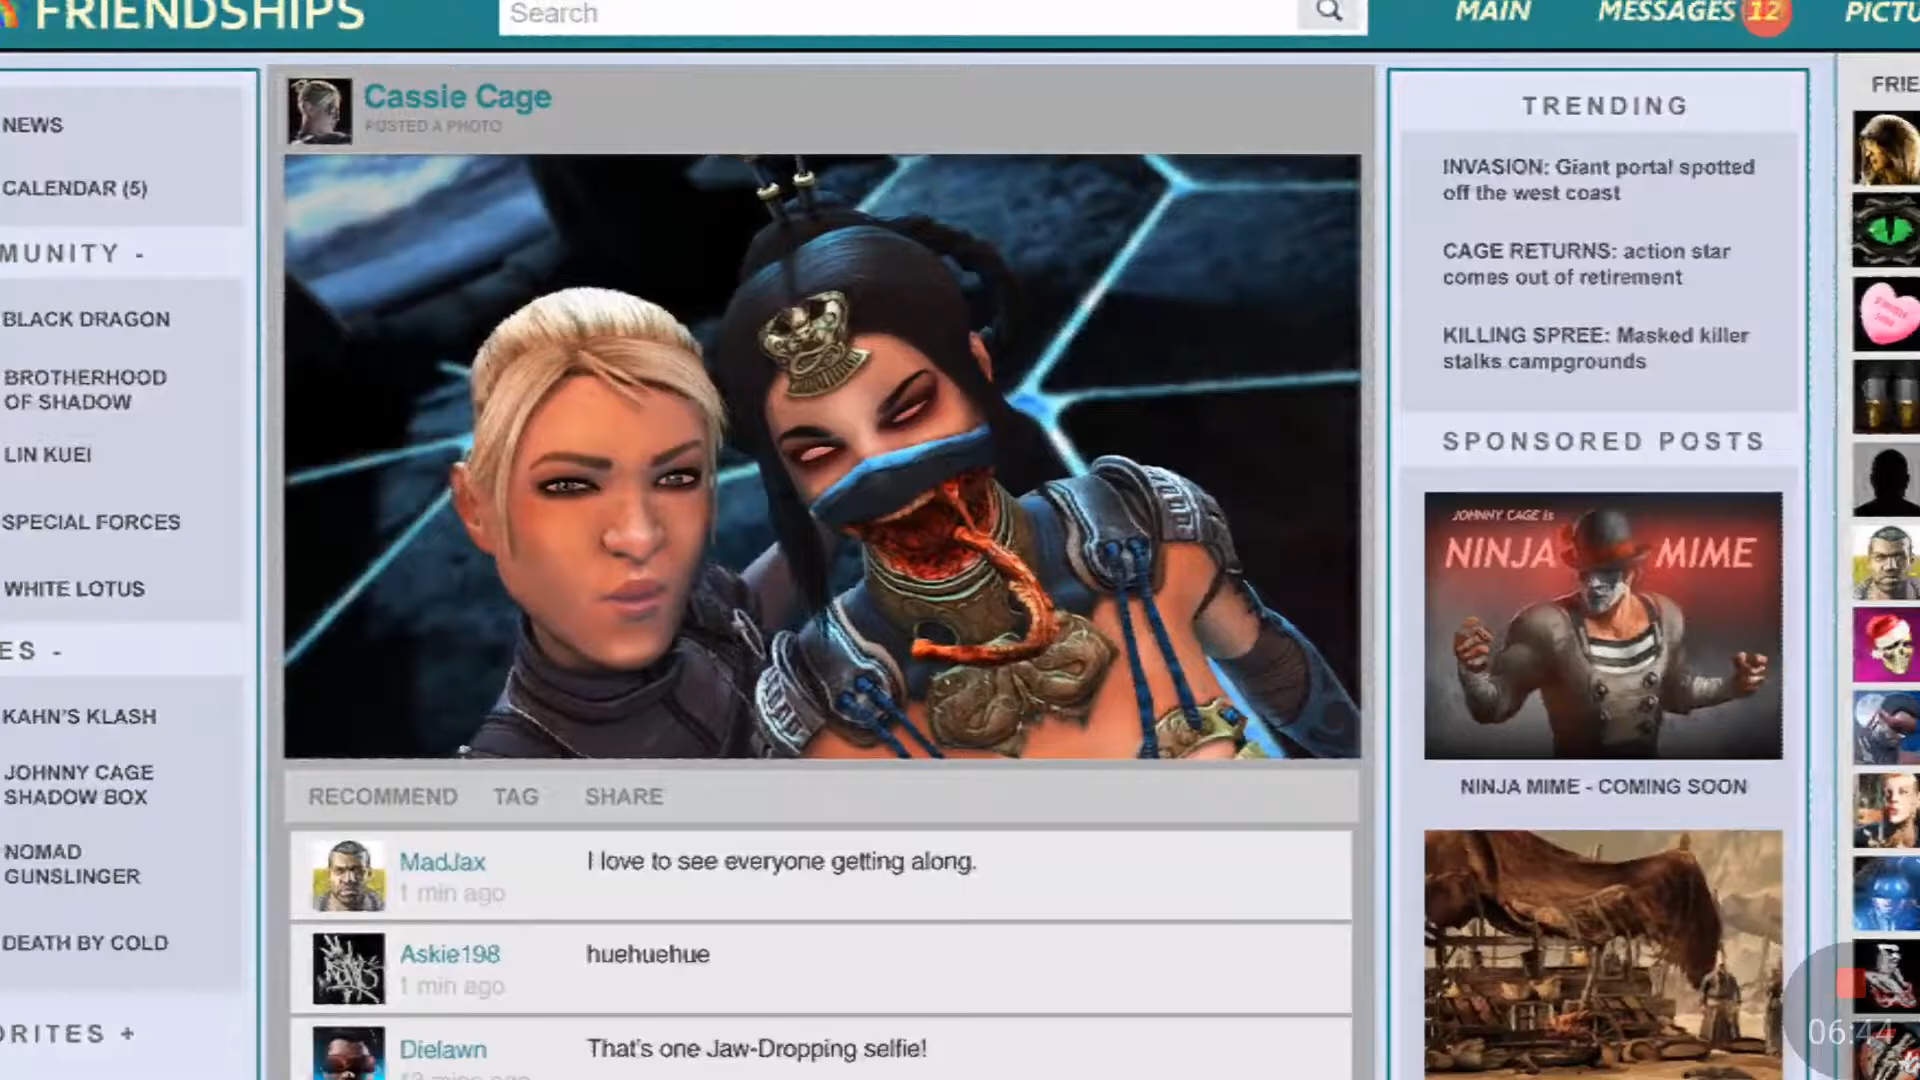 FRIENDSHIPS
Search
MAIN
MESSAGES 12
NEWS
CALENDAR (5)
BLACK DRAGON
BROTHERHOOD
OF SHADOW
LIN KUEI
SPECIAL FORCES
WHITE LOTUS
KAHN'S KLASH
JOHNNY CAGE
SHADOW BOX
NOMAD
GUNSLINGER
DEATH BY COLD
Cassie Cage
POSTED A PHOTO
RECOMMEND TAG SHARE
MadJax
1 min ago
I love to see everyone getting along.
Askie198
1 min ago
huehuehue
Dielawn
That's one Jaw-Dropping selfie!
TRENDING
INVASION: Giant portal spotted
off the west coast
CAGE RETURNS: action star
comes out of retirement
KILLING SPREE: Masked killer
stalks campgrounds
SPONSORED POSTS
JOHNNY CAGE is
NINJA MIME
NINJA MIME - COMING SOON
06:44